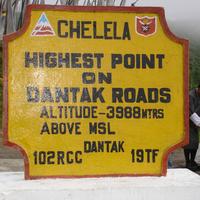 CHELELA
HIGHEST POINT
ON
DANTAK ROADS
ALTITUDE-3988MTRS
ABOVE MSL
DANTAK
102RCC 19TF